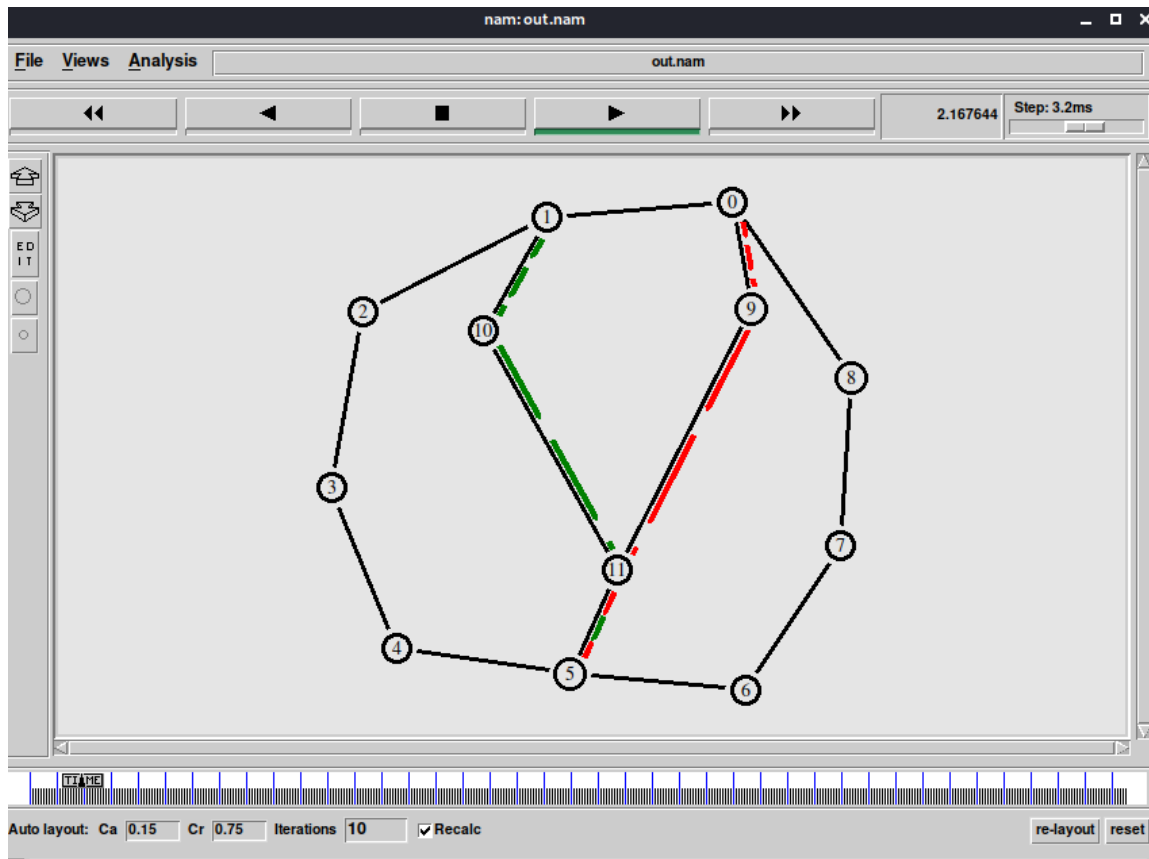 nam: out.nam
File Views Analysis out.nam
2.167644 Step: 3.2ms
E D
I T
0
1
2
9
10
8
3
7
11
4
5
6
TIME
Auto layout: Ca 0.15 Cr 0.75 Iterations 10 Recalc re-layout reset